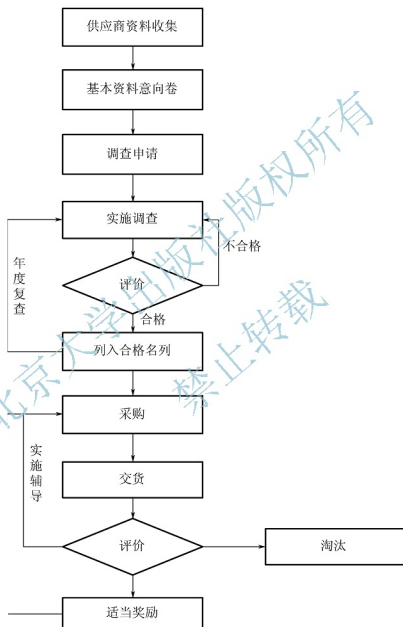 供应商资料收集
基本资料意向卷
调查申请
实施调查
不合格
年度复查
评价
合格
列入合格名列
采购
实施辅导
交货
评价
淘汰
适当奖励
北京大学出版社版权所有
禁止转载